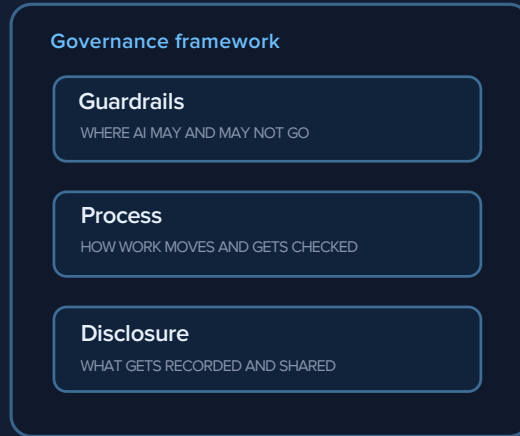 Governance framework
Guardrails
WHERE AI MAY AND MAY NOT GO
Process
HOW WORK MOVES AND GETS CHECKED
Disclosure
WHAT GETS RECORDED AND SHARED